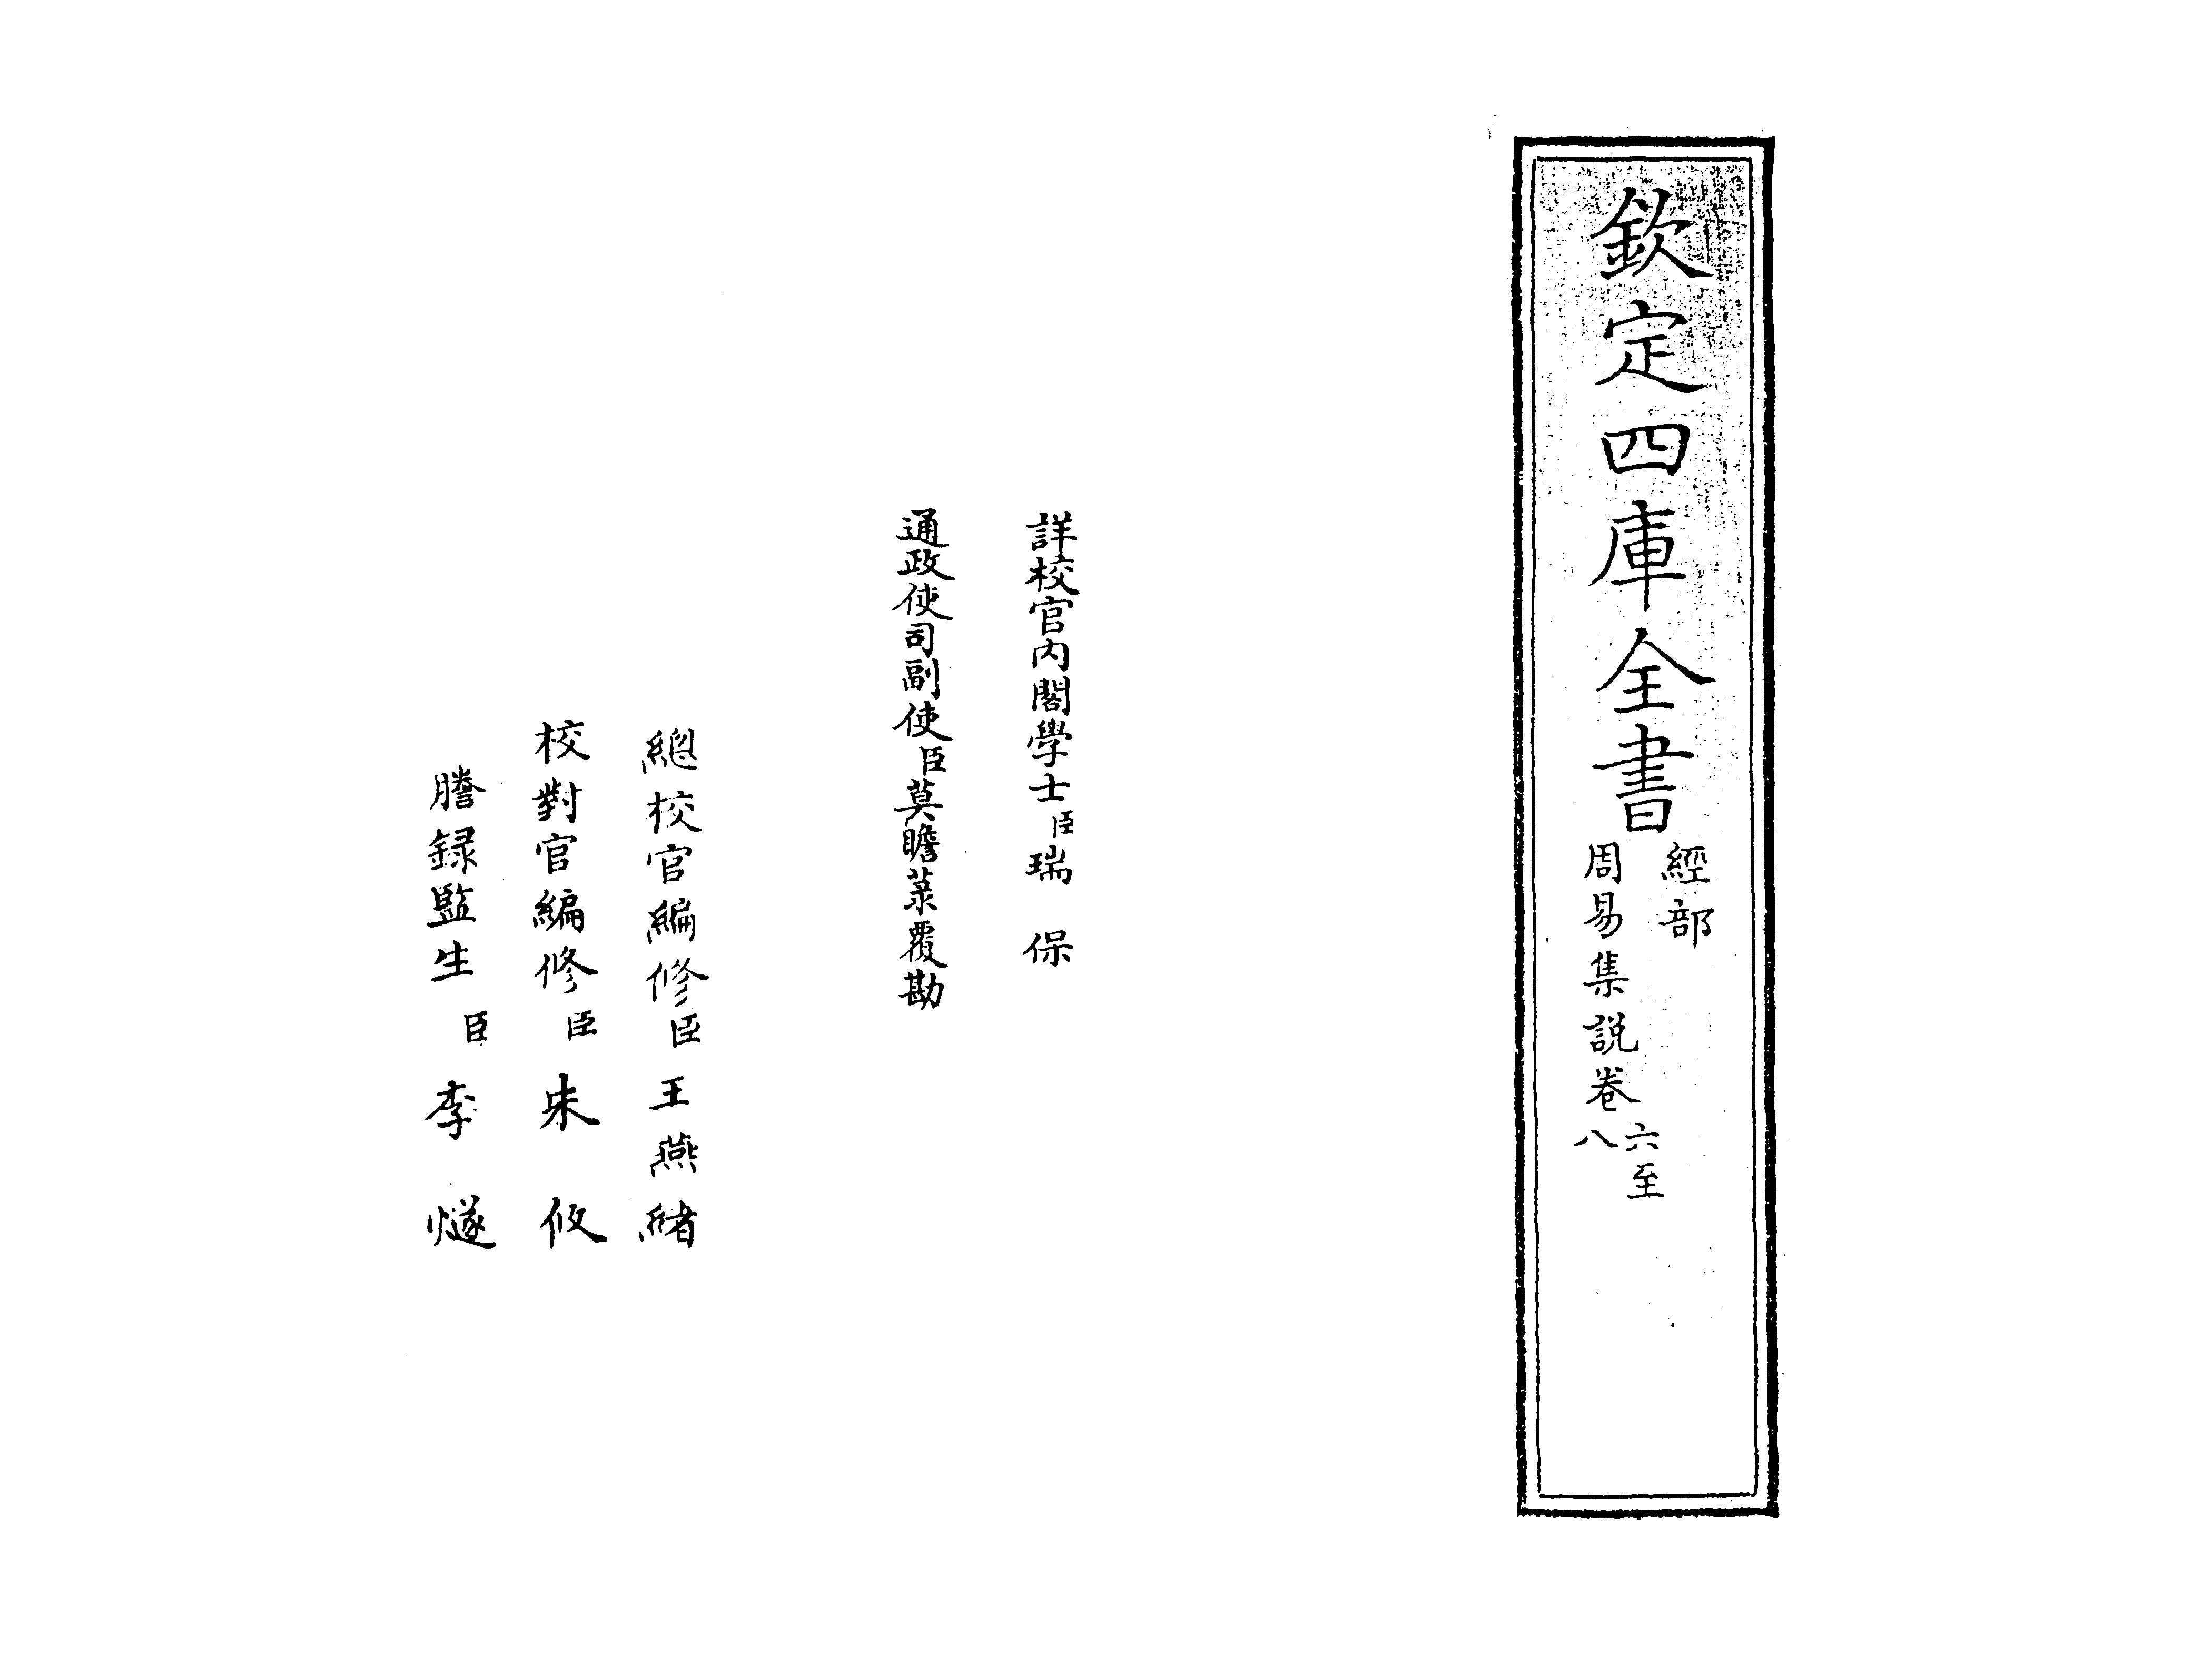 欽定四庫全書
經部
周易集説卷六至八
詳校官内閣學士臣瑞保
通政使司副使臣莫瞻菉覆勘
總校官編修臣王燕緒
校對官編修臣朱攸
謄録監生臣李燧